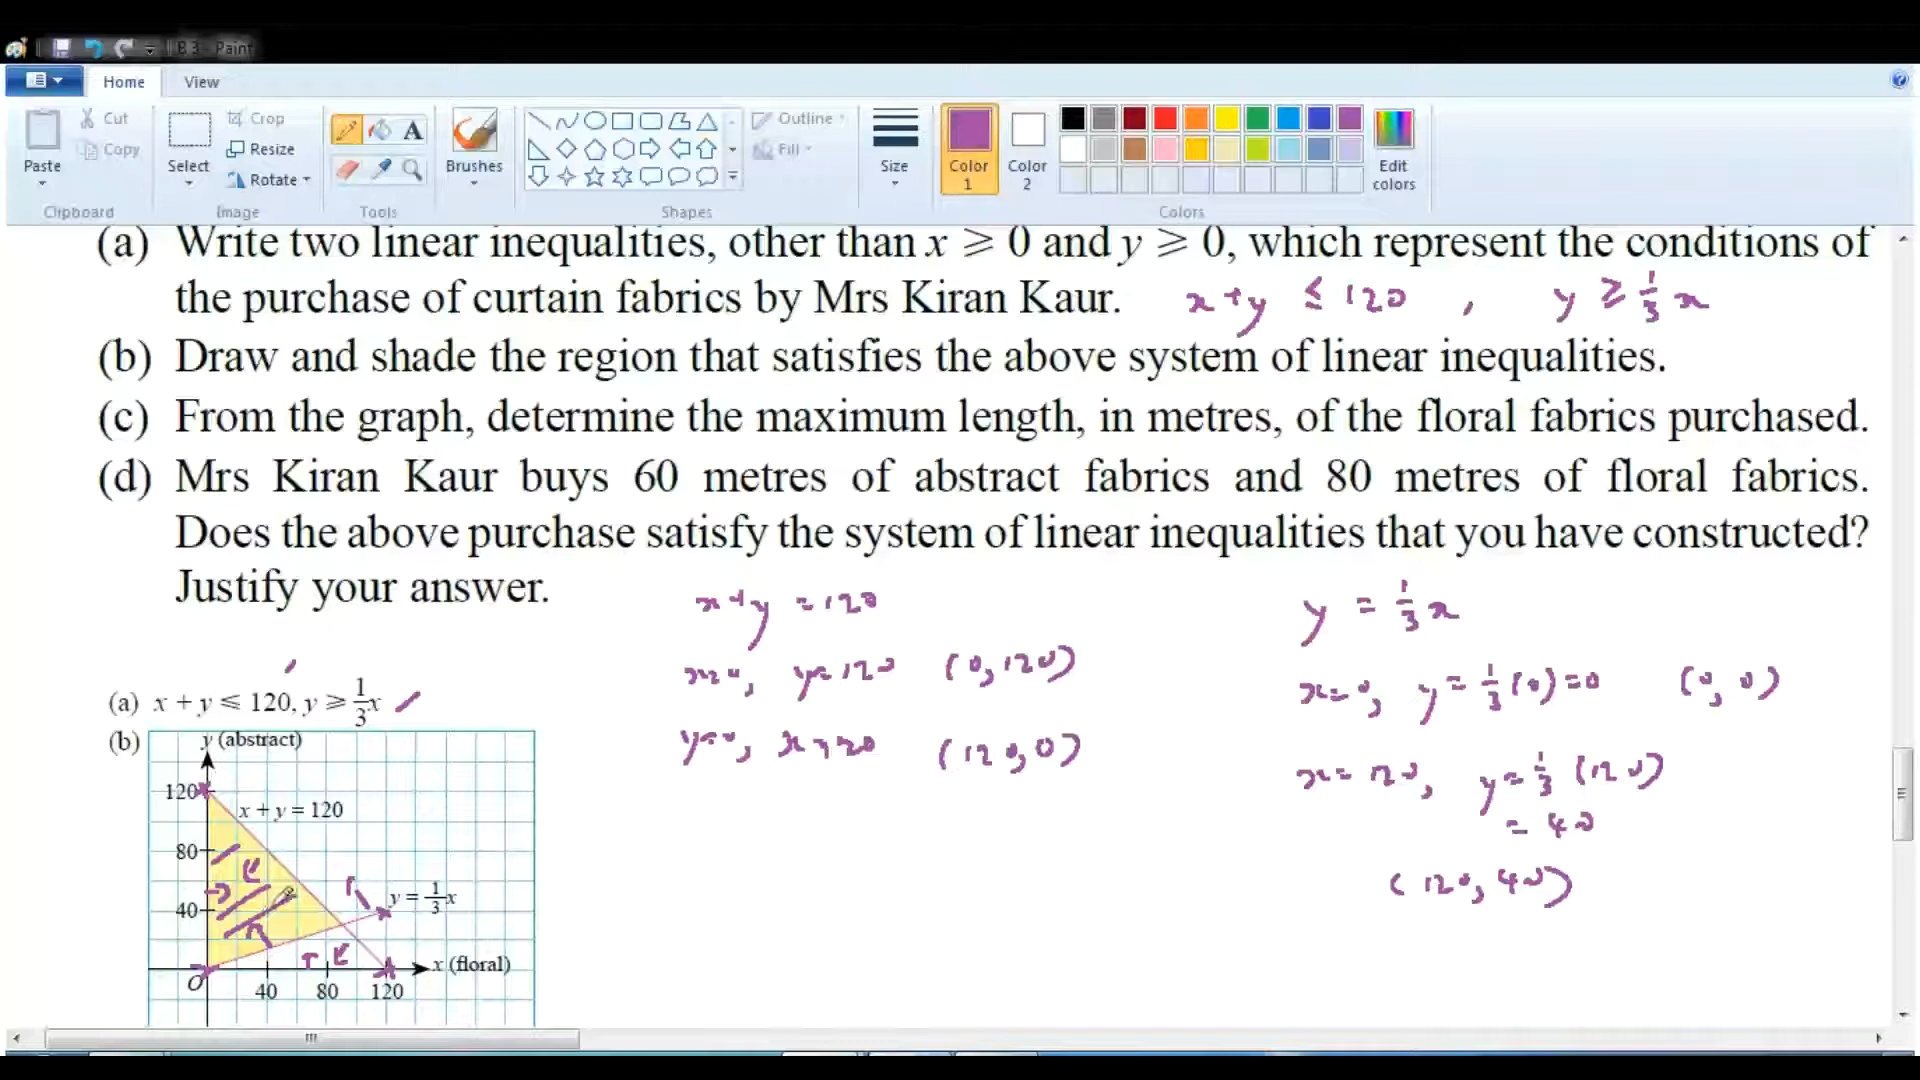 B 3 - Paint
Home View
Paste Cut Copy Clipboard
Select Crop Resize Rotate Image
A Tools
Brushes
Shapes
Outline Fill
Size
Color 1 Color 2 Edit colors Colors
(a) Write two linear inequalities, other than x ⩾ 0 and y ⩾ 0, which represent the conditions of
the purchase of curtain fabrics by Mrs Kiran Kaur. x + y ≤ 120 , y ≥ 1/3 x
(b) Draw and shade the region that satisfies the above system of linear inequalities.
(c) From the graph, determine the maximum length, in metres, of the floral fabrics purchased.
(d) Mrs Kiran Kaur buys 60 metres of abstract fabrics and 80 metres of floral fabrics.
Does the above purchase satisfy the system of linear inequalities that you have constructed?
Justify your answer.
x + y = 120
x = 0, y = 120 (0, 120)
y = 0, x = 120 (120, 0)
y = 1/3 x
x = 0, y = 1/3 (0) = 0 (0, 0)
x = 120, y = 1/3 (120)
= 40
(120, 40)
(a) x + y ⩽ 120, y ⩾ 1/3 x
(b) y (abstract)
120
x + y = 120
80
40
y = 1/3 x
x (floral)
O 40 80 120